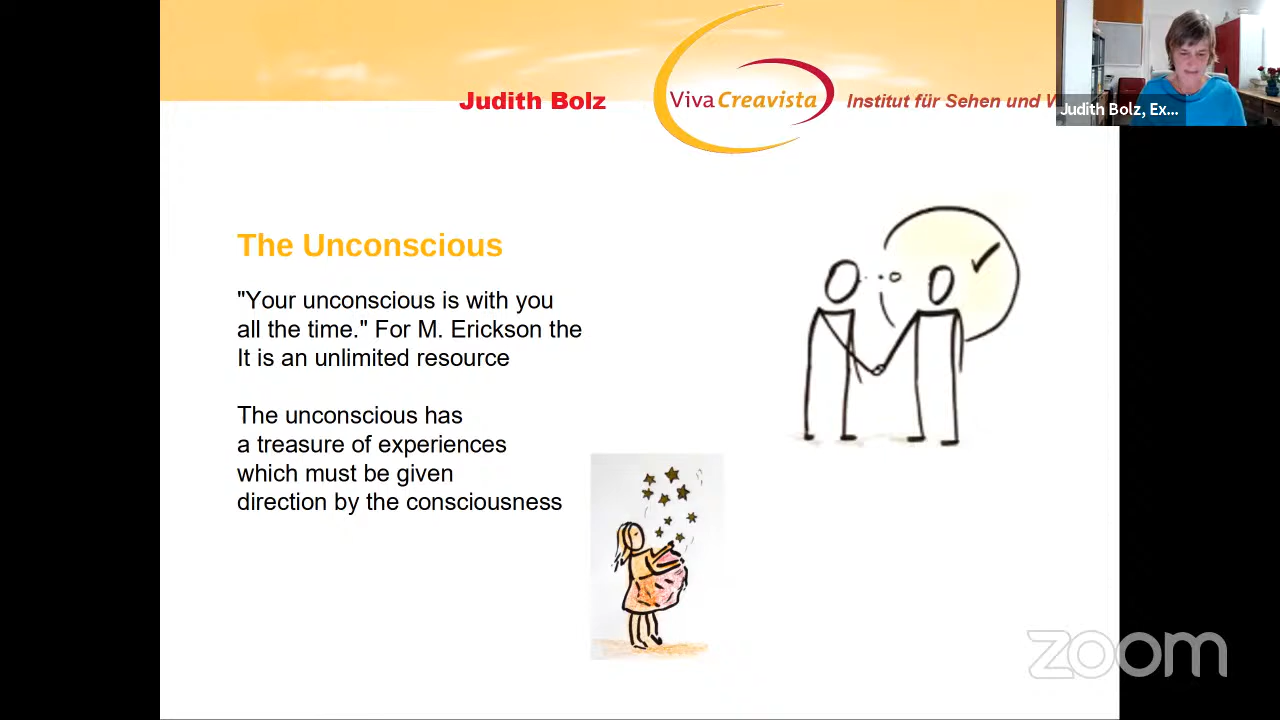 Judith Bolz
VivaCreavista
Institut für Sehen und
Judith Bolz, Ex...
The Unconscious
"Your unconscious is with you
all the time." For M. Erickson the
It is an unlimited resource
The unconscious has
a treasure of experiences
which must be given
direction by the consciousness
zoom